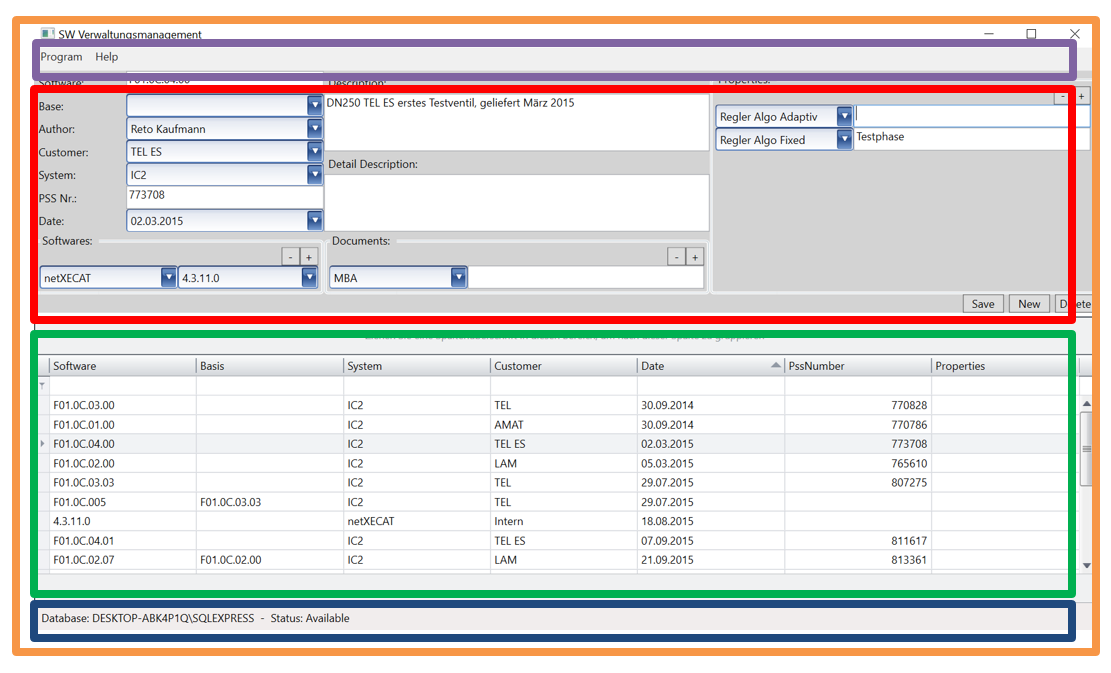 SW Verwaltungsmanagement
Program Help
Software: F01.0C.04.00 Description: Properties:
- +
Base: DN250 TEL ES erstes Testventil, geliefert März 2015 Regler Algo Adaptiv
Author: Reto Kaufmann Regler Algo Fixed Testphase
Customer: TEL ES
System: IC2 Detail Description:
PSS Nr.: 773708
Date: 02.03.2015
Softwares: Documents:
- + - +
netXECAT 4.3.11.0 MBA
Save New Delete
Software Basis System Customer Date PssNumber Properties
F01.0C.03.00 IC2 TEL 30.09.2014 770828
F01.0C.01.00 IC2 AMAT 30.09.2014 770786
F01.0C.04.00 IC2 TEL ES 02.03.2015 773708
F01.0C.02.00 IC2 LAM 05.03.2015 765610
F01.0C.03.03 IC2 TEL 29.07.2015 807275
F01.0C.005 F01.0C.03.03 IC2 TEL 29.07.2015
4.3.11.0 netXECAT Intern 18.08.2015
F01.0C.04.01 IC2 TEL ES 07.09.2015 811617
F01.0C.02.07 F01.0C.02.00 IC2 LAM 21.09.2015 813361
Database: DESKTOP-ABK4P1Q\SQLEXPRESS - Status: Available